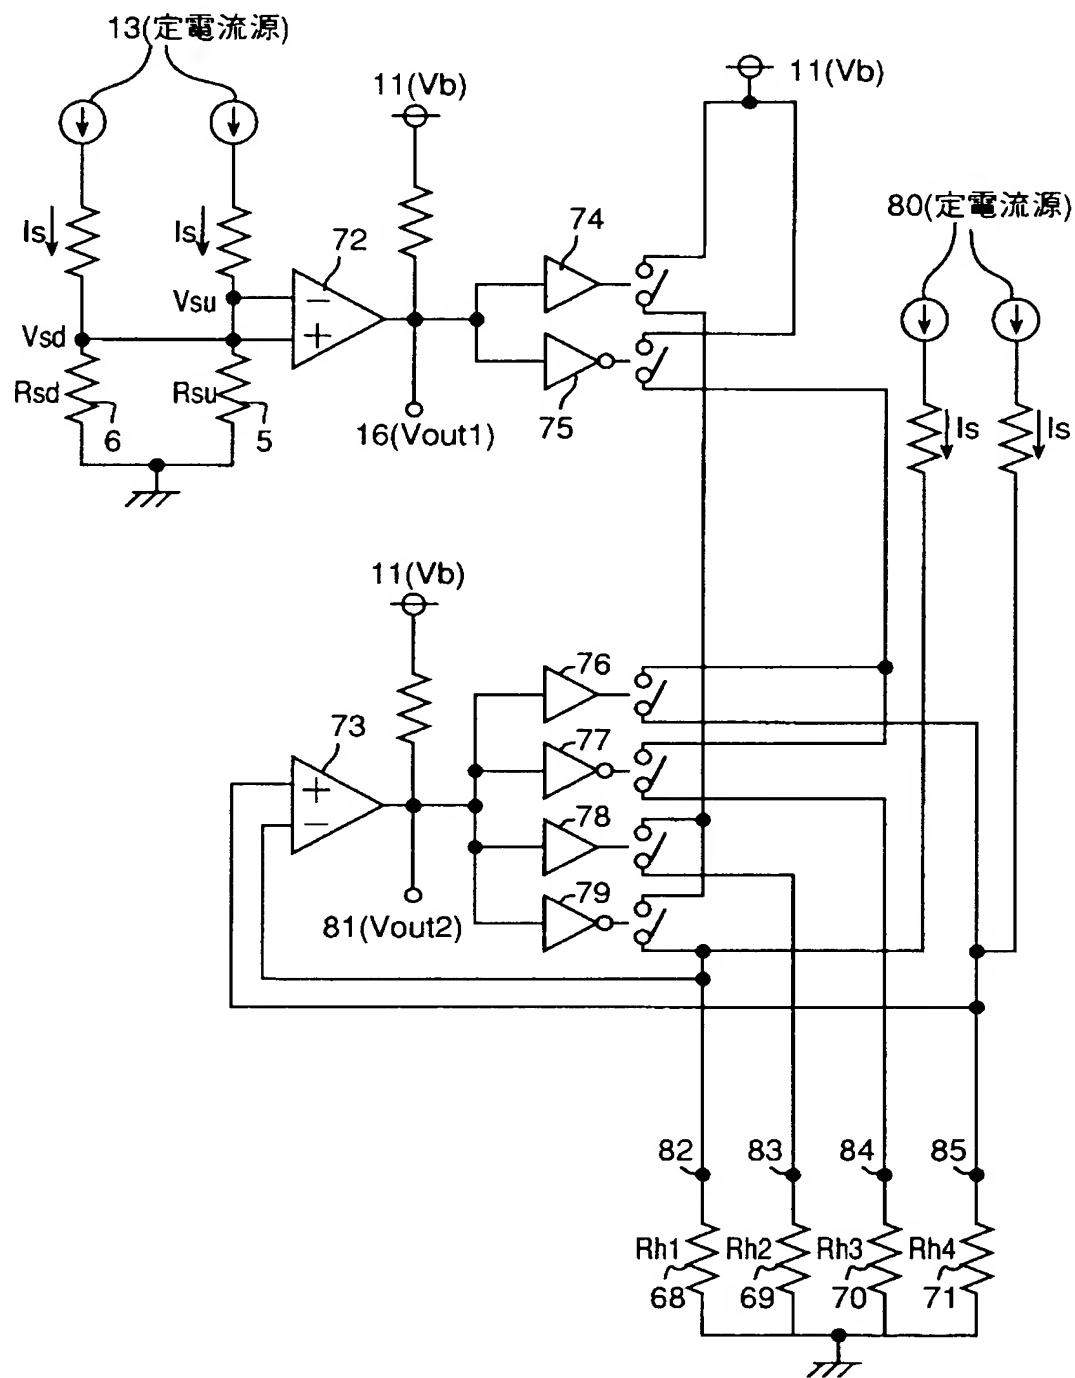 13(定電流源)
11(Vb)
11(Vb)
80(定電流源)
Is
Is
72
74
Vsu
Vsd
−
+
Rsd
Rsu
6
5
16(Vout1)
75
Is
Is
11(Vb)
76
73
77
+
−
78
79
81(Vout2)
82
83
84
85
Rh1
Rh2
Rh3
Rh4
68
69
70
71